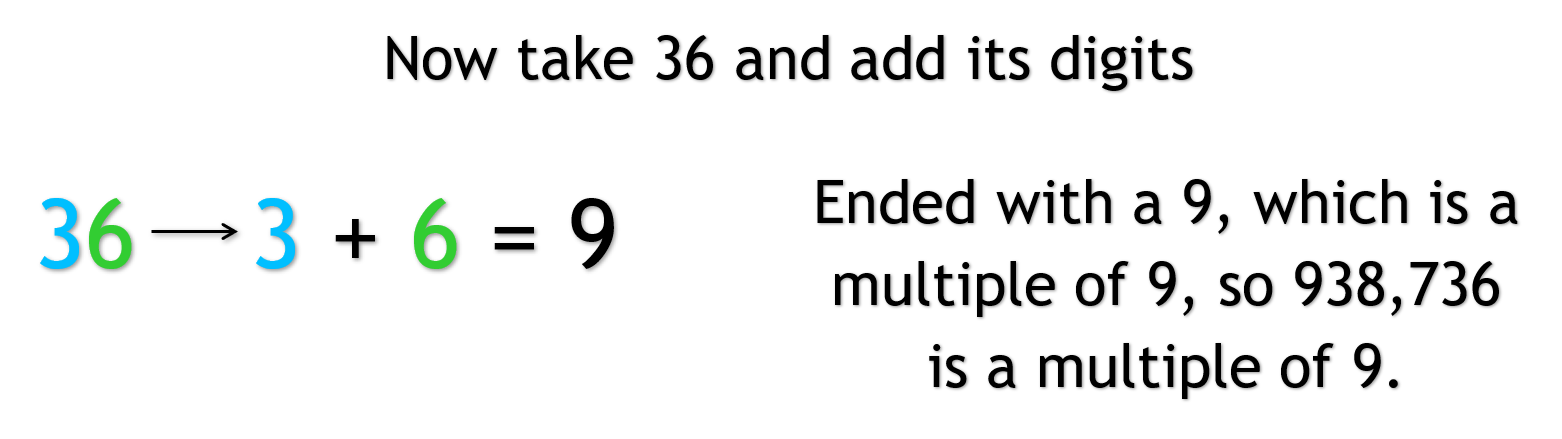 Now take 36 and add its digits
36 → 3 + 6 = 9
Ended with a 9, which is a
multiple of 9, so 938,736
is a multiple of 9.